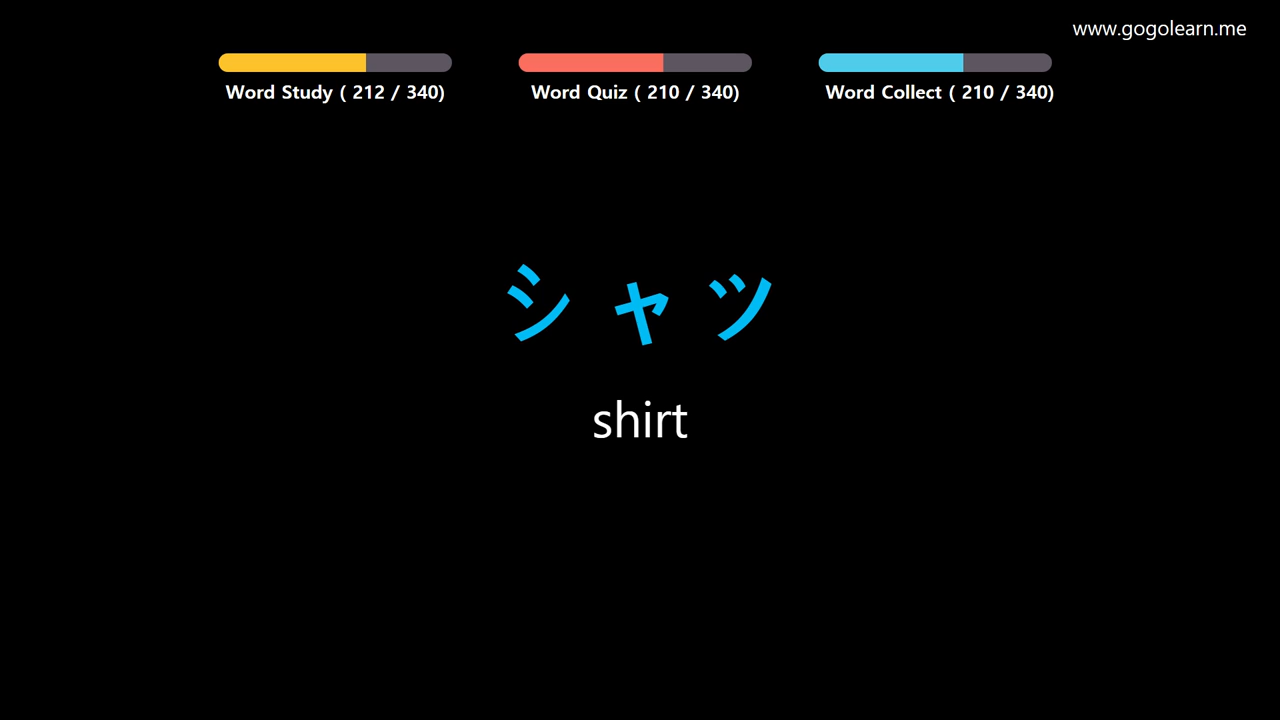 www.gogolearn.me
Word Study ( 212 / 340)
Word Quiz ( 210 / 340)
Word Collect ( 210 / 340)
シャツ
shirt